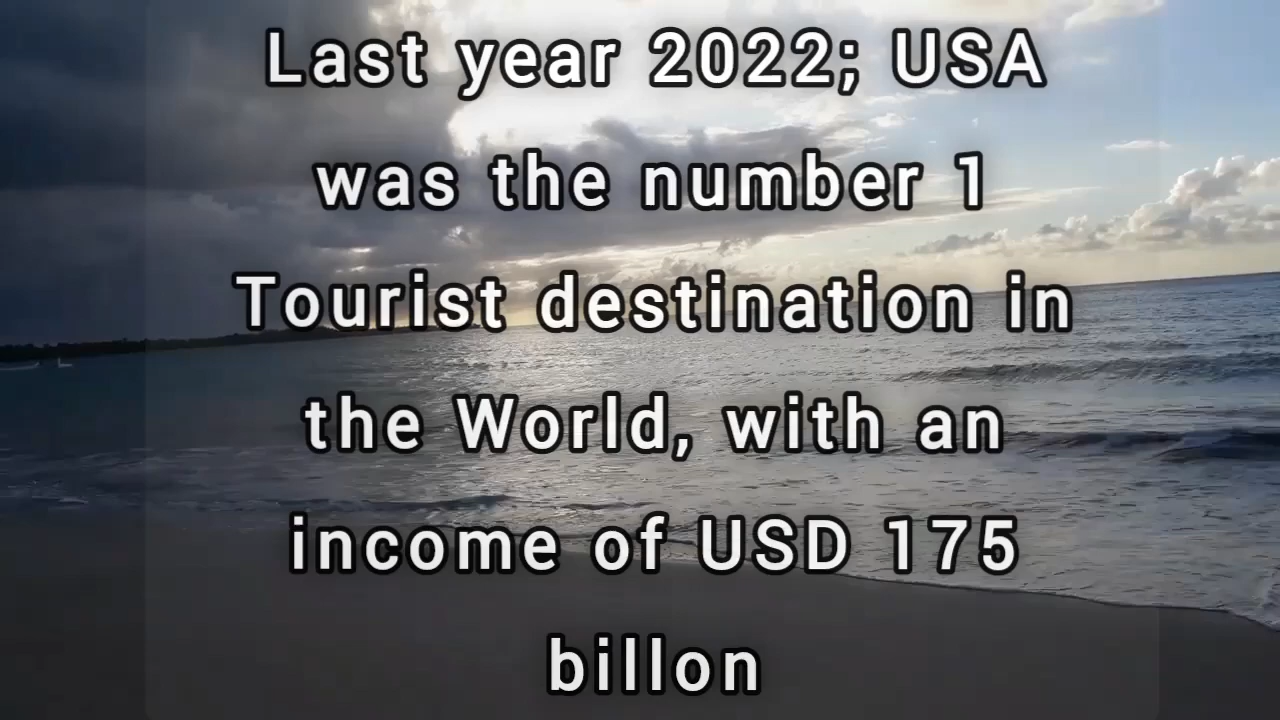 Last year 2022; USA
was the number 1
Tourist destination in
the World, with an
income of USD 175
billon